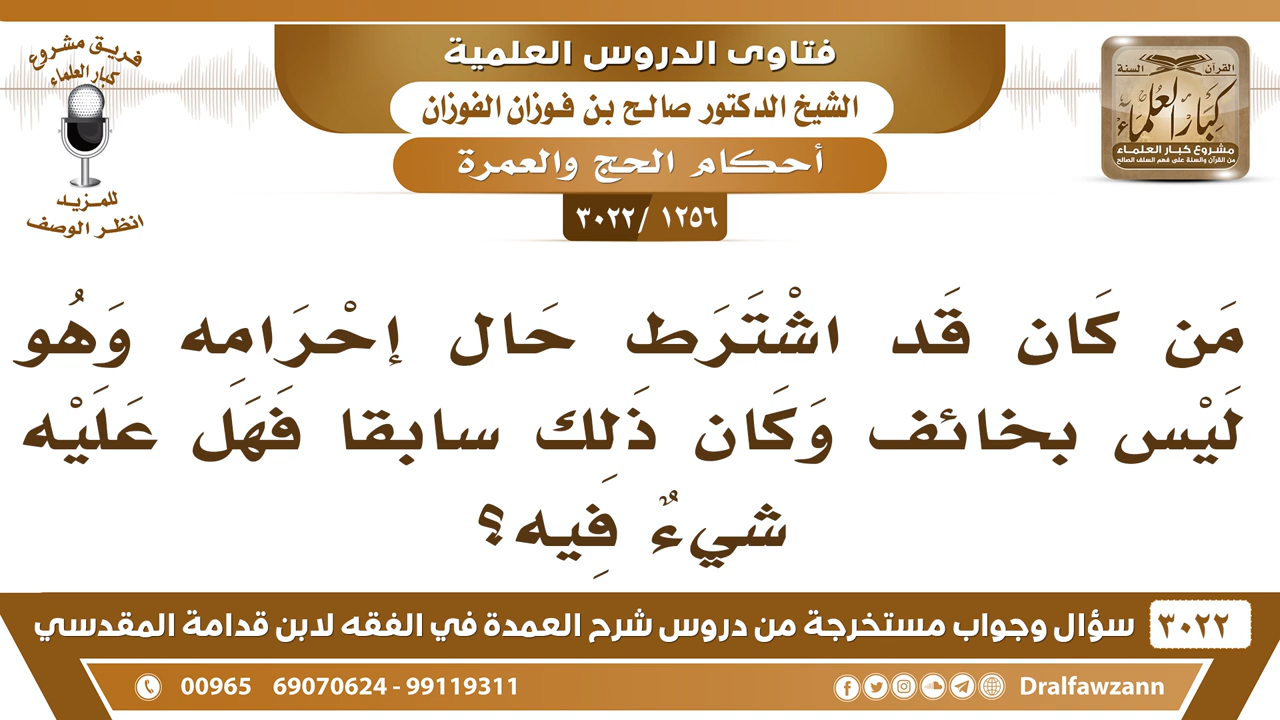 فريق مشروع
كبار العلماء
للمزيد
انظر الوصف
فتاوى الدروس العلمية
الشيخ الدكتور صالح بن فوزان الفوزان
أحكام الحج والعمرة
١٢٥٦ / ٣٠٢٢
القرآن السنة
كبار العلماء
مشروع كبار العلماء
من القرآن والسنة على فهم السلف الصالح
مَن كَان قَد اشْتَرَط حَال إحْرَامِه وَهُو
لَيْس بخائف وَكَان ذَلِك سابقا فَهَل عَلَيْه
شيءٌ فِيه؟
٣٠٢٢ سؤال وجواب مستخرجة من دروس شرح العمدة في الفقه لابن قدامة المقدسي
00965 69070624 - 99119311
Dralfawzann